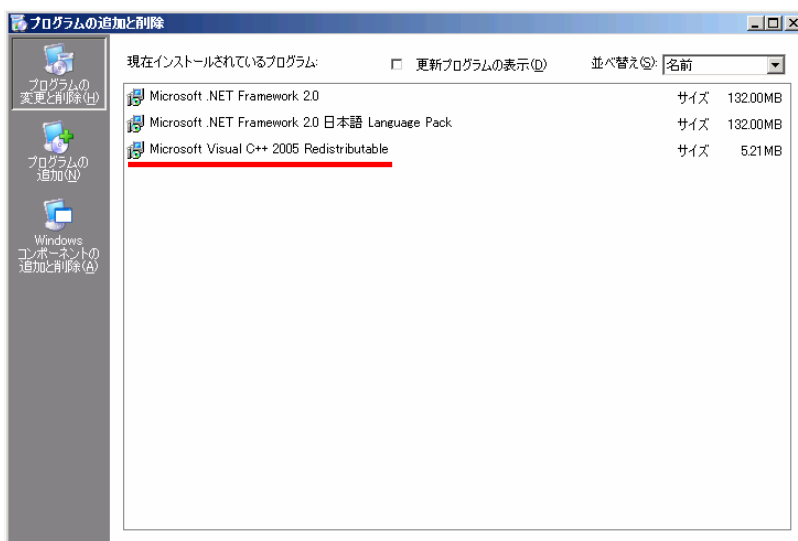 プログラムの追加と削除
プログラムの
変更と削除(H)
プログラムの
追加(N)
Windows
コンポーネントの
追加と削除(A)
現在インストールされているプログラム:
更新プログラムの表示(D)
並べ替え(S):
名前
Microsoft .NET Framework 2.0 サイズ 132.00MB
Microsoft .NET Framework 2.0 日本語 Language Pack サイズ 132.00MB
Microsoft Visual C++ 2005 Redistributable サイズ 5.21MB